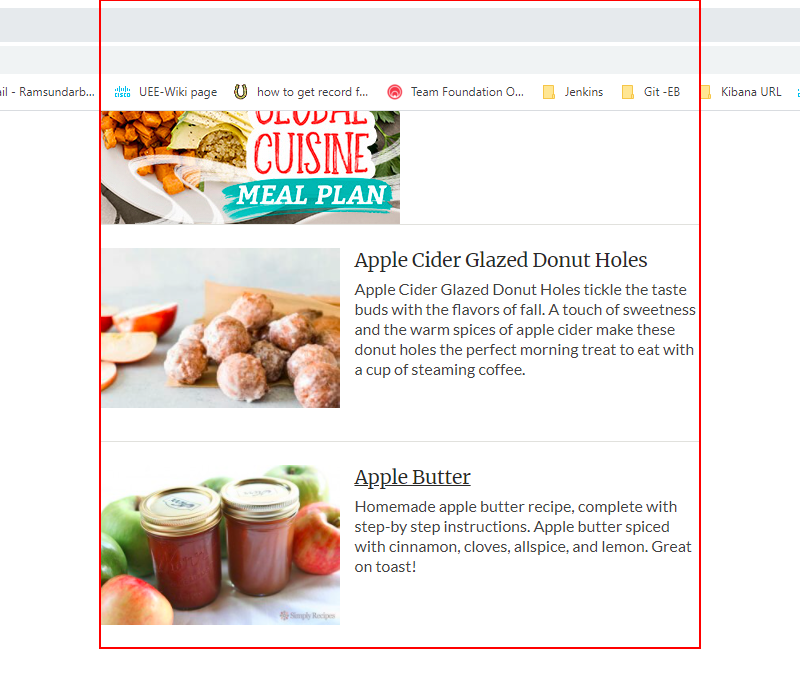 il - Ramsundarb... UEE-Wiki page how to get record f... Team Foundation O... Jenkins Git -EB Kibana URL
GLOBAL
CUISINE
MEAL PLAN
Apple Cider Glazed Donut Holes
Apple Cider Glazed Donut Holes tickle the taste
buds with the flavors of fall. A touch of sweetness
and the warm spices of apple cider make these
donut holes the perfect morning treat to eat with
a cup of steaming coffee.
Apple Butter
Homemade apple butter recipe, complete with
step-by step instructions. Apple butter spiced
with cinnamon, cloves, allspice, and lemon. Great
on toast!
Simply Recipes